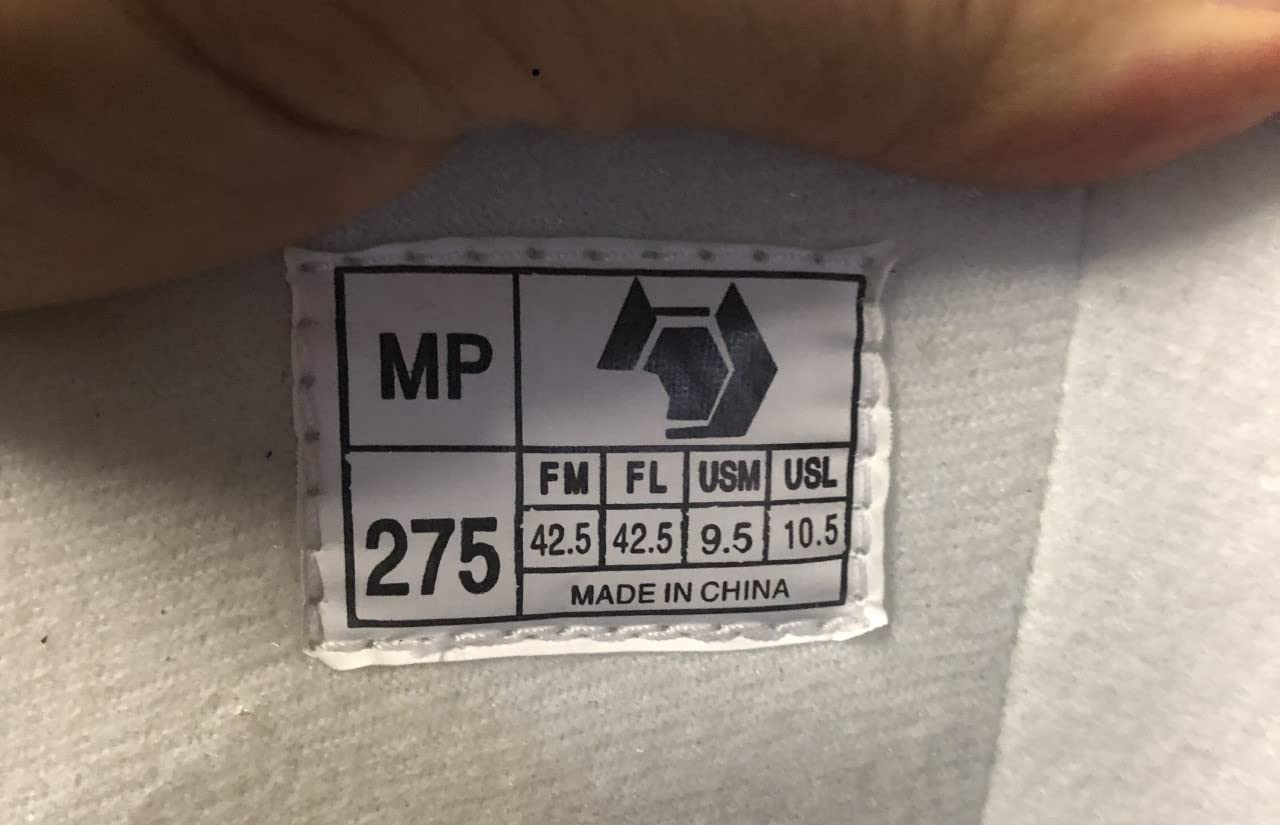 MP
275
FM FL USM USL
42.5 42.5 9.5 10.5
MADE IN CHINA